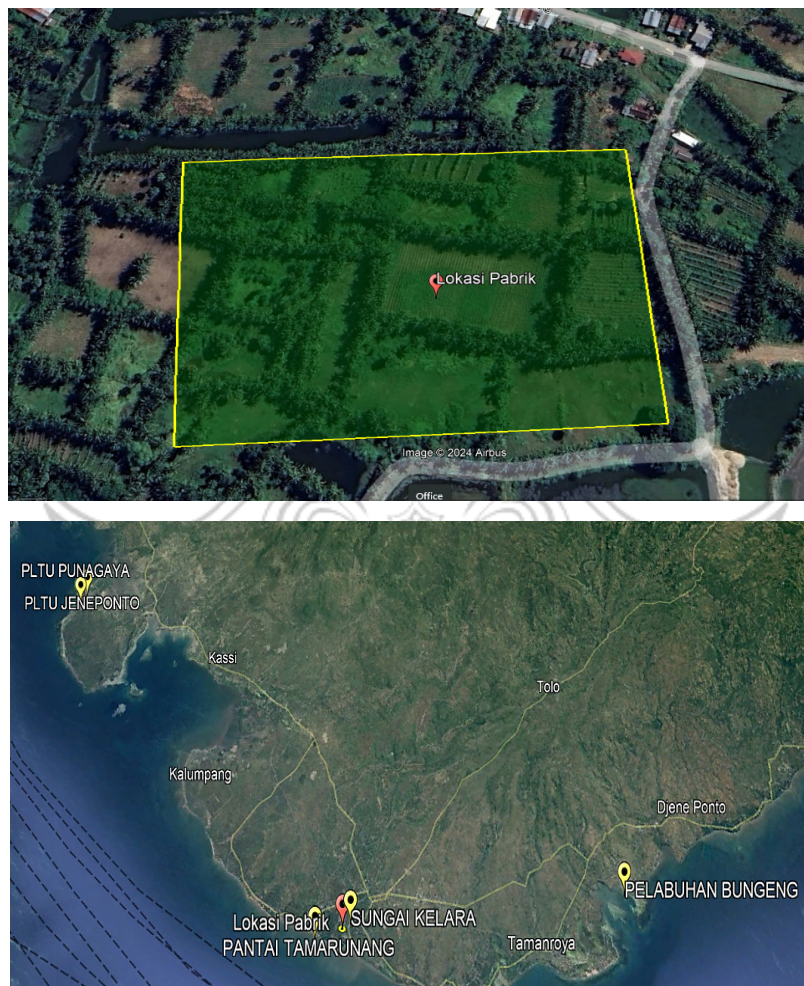 Lokasi Pabrik
Image © 2024 Airbus
Office
PLTU PUNAGAYA
PLTU JENEPONTO
Kassi
Tolo
Kalumpang
Djene Ponto
PELABUHAN BUNGENG
Lokasi Pabrik
SUNGAI KELARA
PANTAI TAMARUNANG
Tamanroya